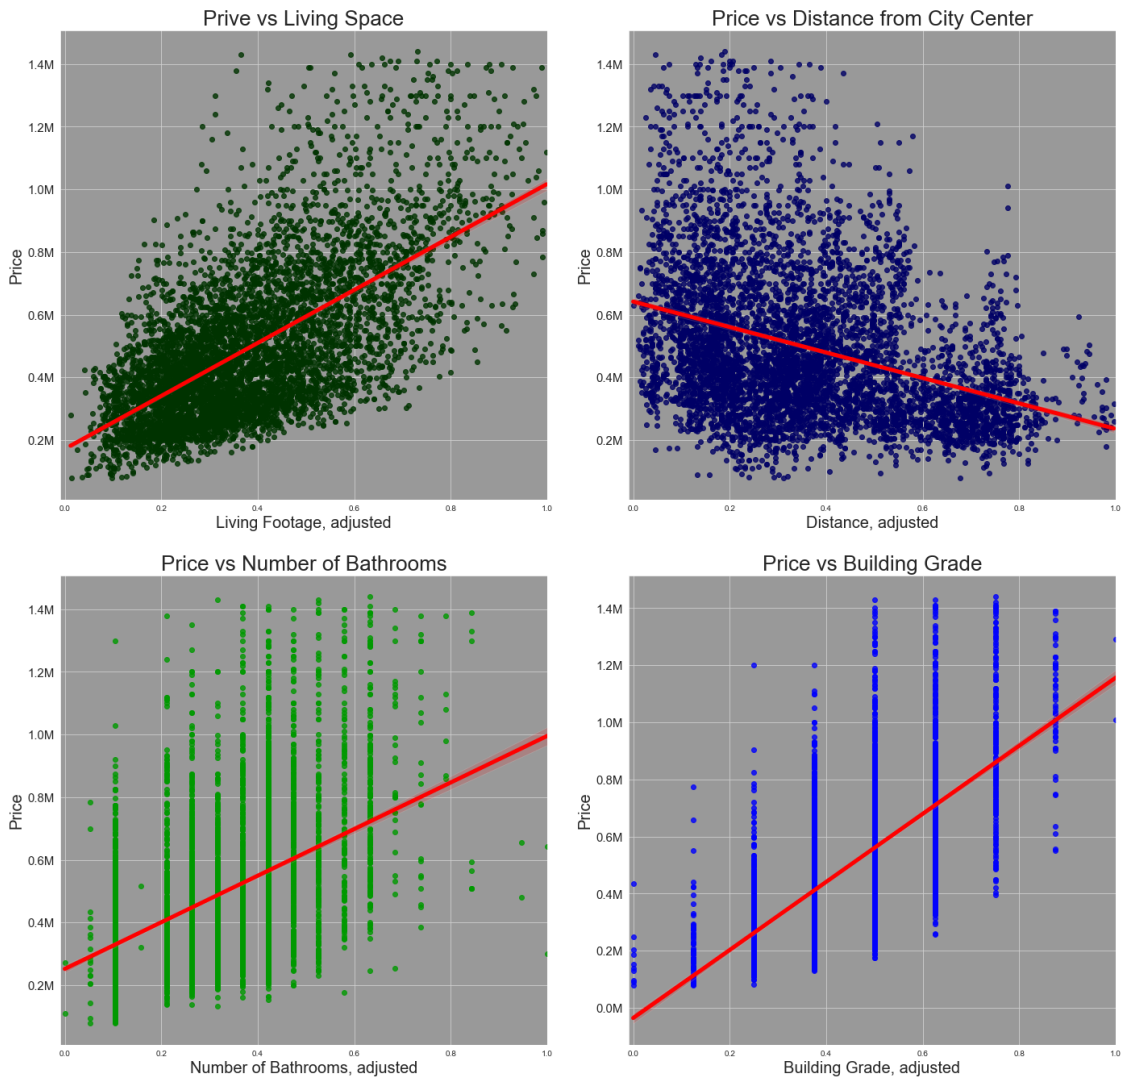 Prive vs Living Space
1.4M
1.2M
1.0M
0.8M
0.6M
0.4M
0.2M
Price
0.0 0.2 0.4 0.6 0.8 1.0
Living Footage, adjusted
Price vs Distance from City Center
1.4M
1.2M
1.0M
0.8M
0.6M
0.4M
0.2M
Price
0.0 0.2 0.4 0.6 0.8 1.0
Distance, adjusted
Price vs Number of Bathrooms
1.4M
1.2M
1.0M
0.8M
0.6M
0.4M
0.2M
Price
0.0 0.2 0.4 0.6 0.8 1.0
Number of Bathrooms, adjusted
Price vs Building Grade
1.4M
1.2M
1.0M
0.8M
0.6M
0.4M
0.2M
0.0M
Price
0.0 0.2 0.4 0.6 0.8 1.0
Building Grade, adjusted